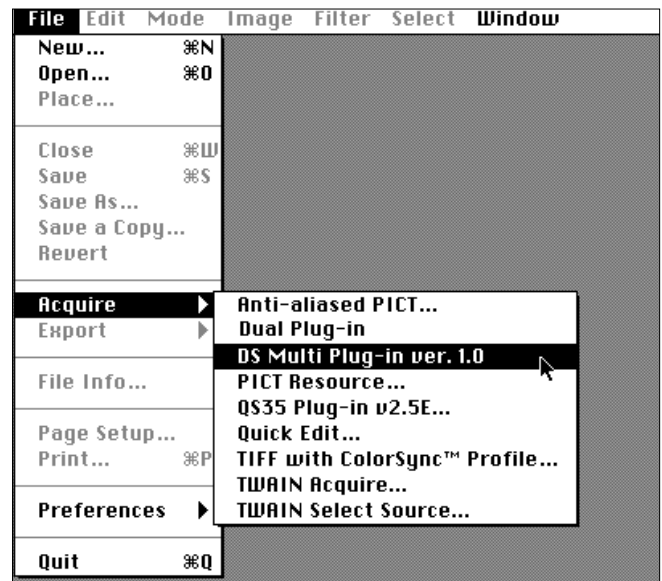 File Edit Mode Image Filter Select Window
New... ⌘N
Open... ⌘O
Place...
Close ⌘W
Save ⌘S
Save As...
Save a Copy...
Revert
Acquire
Export
File Info...
Page Setup...
Print... ⌘P
Preferences
Quit ⌘Q
Anti-aliased PICT...
Dual Plug-in
DS Multi Plug-in ver. 1.0
PICT Resource...
QS35 Plug-in v2.5E...
Quick Edit...
TIFF with ColorSync™ Profile...
TWAIN Acquire...
TWAIN Select Source...